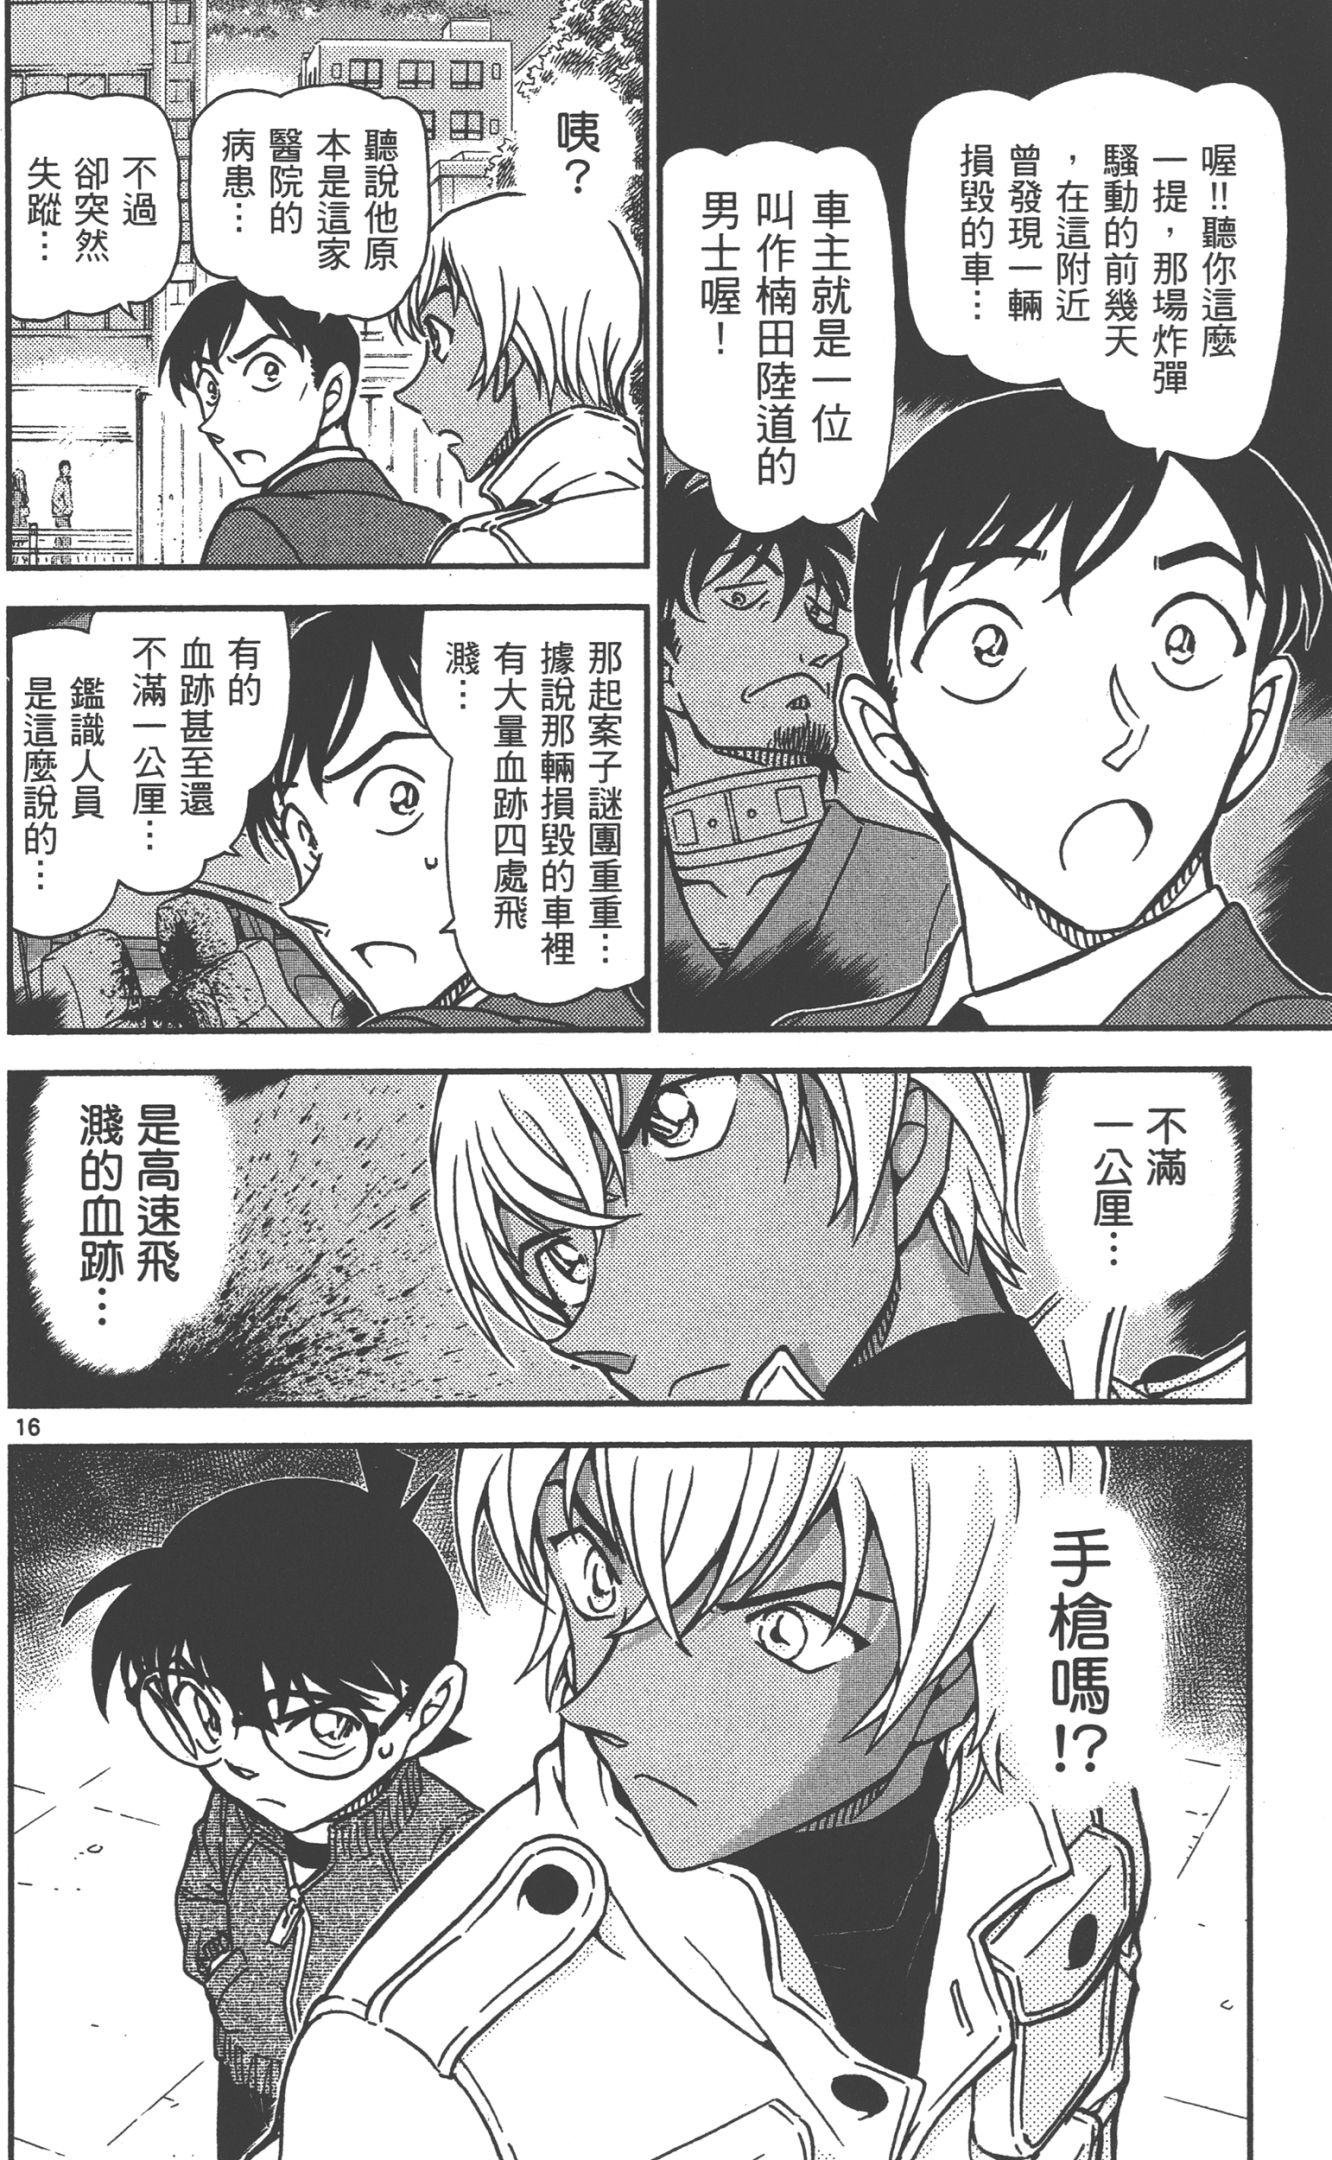 喔!!聽你這麼
一提，那場炸彈
騷動的前幾天
，在這附近
曾發現一輛
損毀的車…
車主就是一位
叫作楠田陸道的
男士喔！
咦？
聽說他原
本是這家
醫院的
病患…
不過
卻突然
失蹤…
那起案子謎團重重…
據說那輛損毀的車裡
有大量血跡四處飛
濺…
有的
血跡甚至還
不滿一公厘…
鑑識人員
是這麼說的…
不滿
一公厘…
是高速飛
濺的血跡…
16
手槍嗎!?